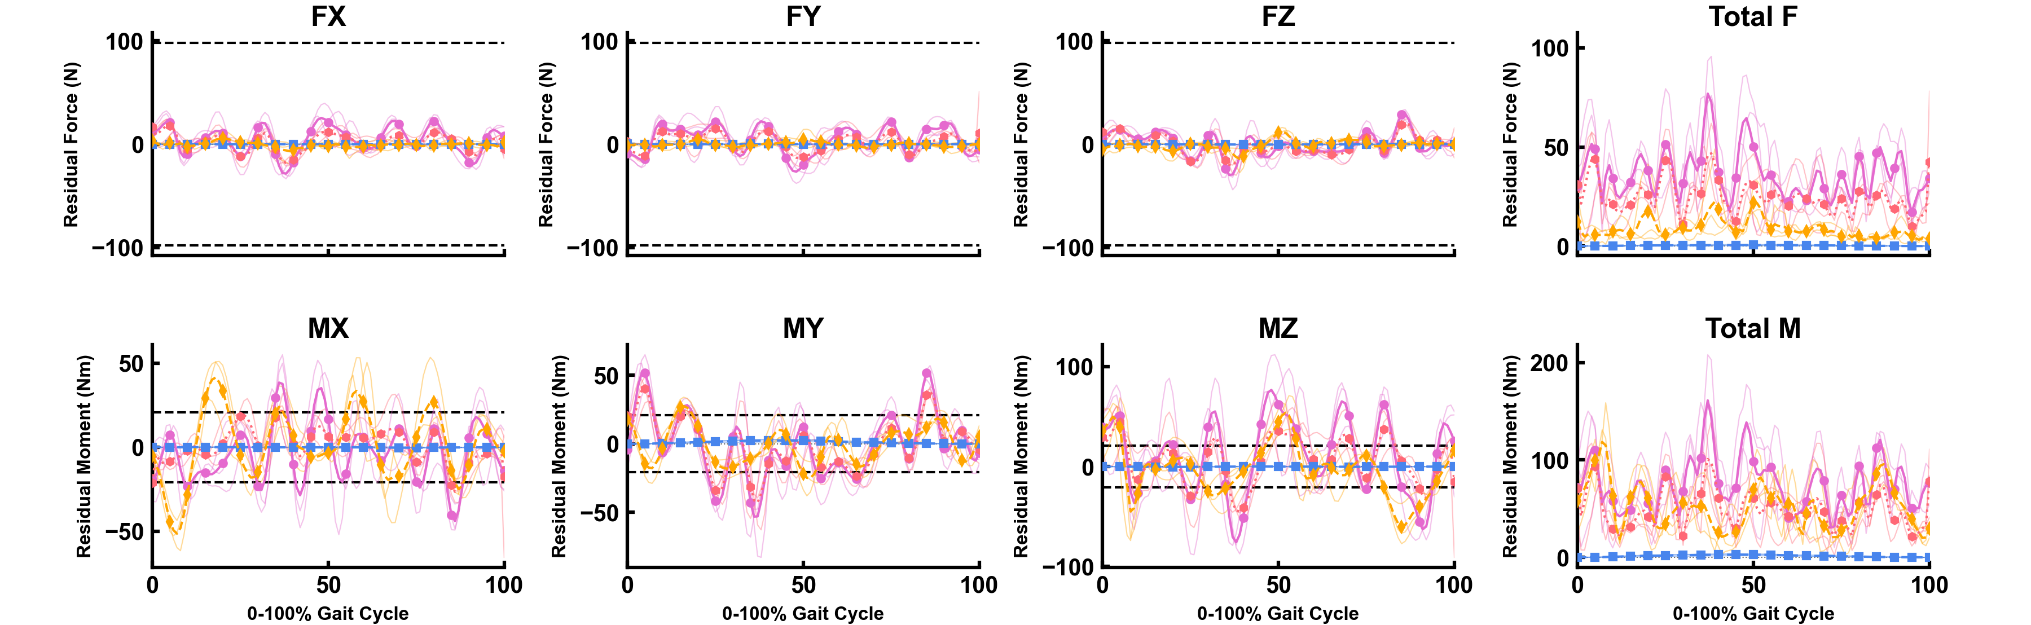 FX
FY
FZ
Total F
Residual Force (N)
100
0
−100
Residual Force (N)
100
0
−100
Residual Force (N)
100
0
−100
Residual Force (N)
100
50
0
MX
MY
MZ
Total M
Residual Moment (Nm)
50
0
−50
Residual Moment (Nm)
50
0
−50
Residual Moment (Nm)
100
0
−100
Residual Moment (Nm)
200
100
0
0 50 100
0 50 100
0 50 100
0 50 100
0-100% Gait Cycle
0-100% Gait Cycle
0-100% Gait Cycle
0-100% Gait Cycle